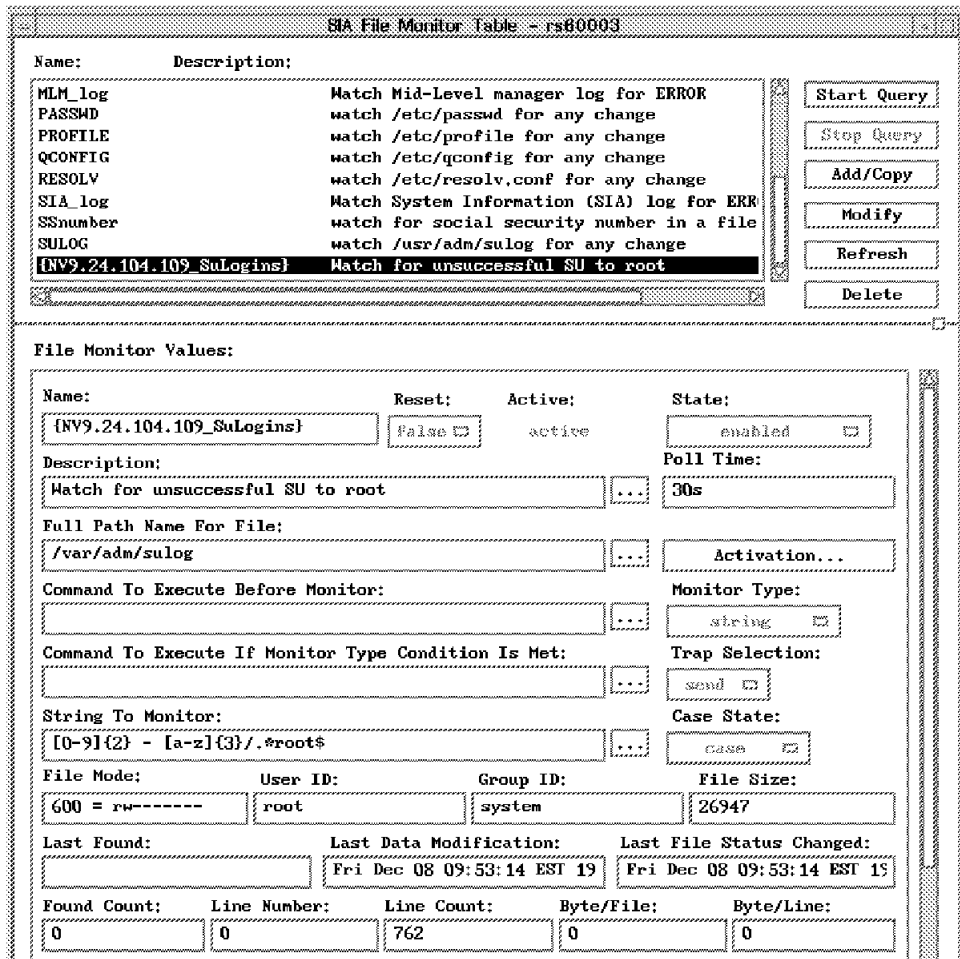 SIA File Monitor Table - rs60003
Name: Description:
MLM_log Watch Mid-Level manager log for ERROR
PASSWD watch /etc/passwd for any change
PROFILE watch /etc/profile for any change
QCONFIG watch /etc/qconfig for any change
RESOLV watch /etc/resolv.conf for any change
SIA_log Watch System Information (SIA) log for ERR
SSnumber watch for social security number in a file
SULOG watch /usr/adm/sulog for any change
{NV9.24.104.109_SuLogins} Watch for unsuccessful SU to root
Start Query
Stop Query
Add/Copy
Modify
Refresh
Delete
File Monitor Values:
Name: Reset: Active: State:
{NV9.24.104.109_SuLogins} False active enabled
Description: Poll Time:
Watch for unsuccessful SU to root ... 30s
Full Path Name For File:
/var/adm/sulog ... Activation...
Command To Execute Before Monitor: Monitor Type:
... string
Command To Execute If Monitor Type Condition Is Met: Trap Selection:
... send
String To Monitor: Case State:
[0-9]{2} - [a-z]{3}/.*root$ ... case
File Mode: User ID: Group ID: File Size:
600 = rw------- root system 26947
Last Found: Last Data Modification: Last File Status Changed:
Fri Dec 08 09:53:14 EST 19 Fri Dec 08 09:53:14 EST 19
Found Count: Line Number: Line Count: Byte/File: Byte/Line:
0 0 762 0 0